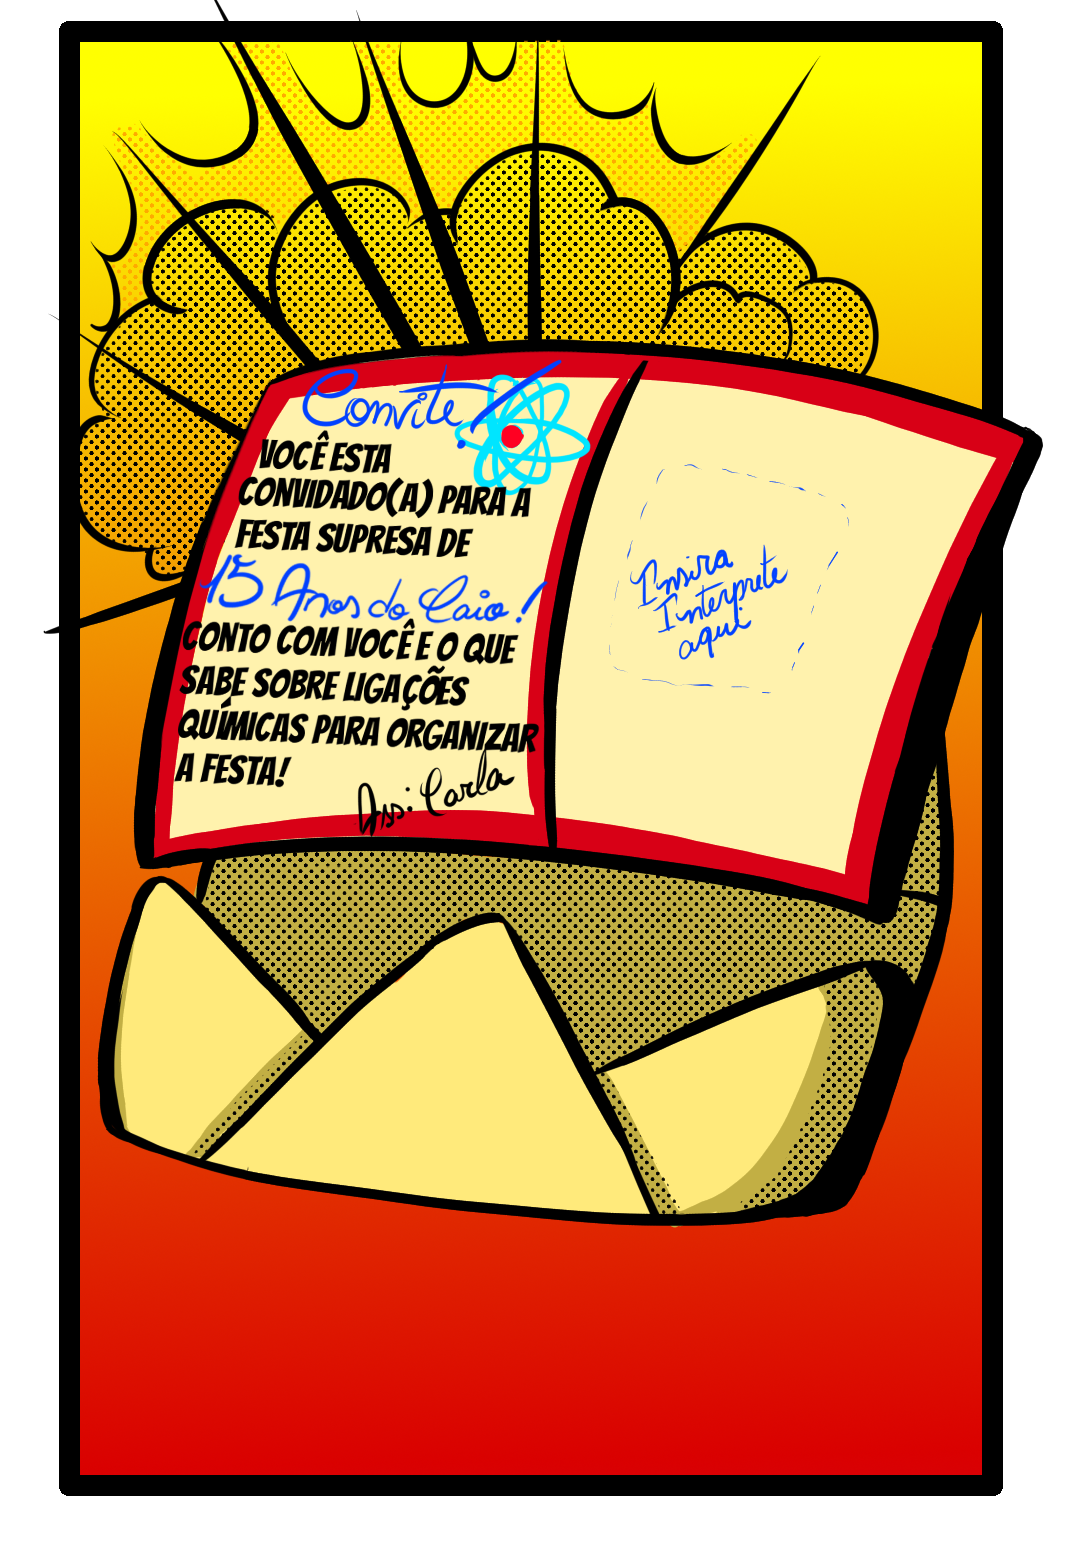 Convite!
VOCÊ ESTA
CONVIDADO(A) PARA A
FESTA SUPRESA DE
15 Anos do Caio!
CONTO COM VOCÊ E O QUE
SABE SOBRE LIGAÇÕES
QUÍMICAS PARA ORGANIZAR
A FESTA!
Ass: Carla
Insira
Interprete
aqui